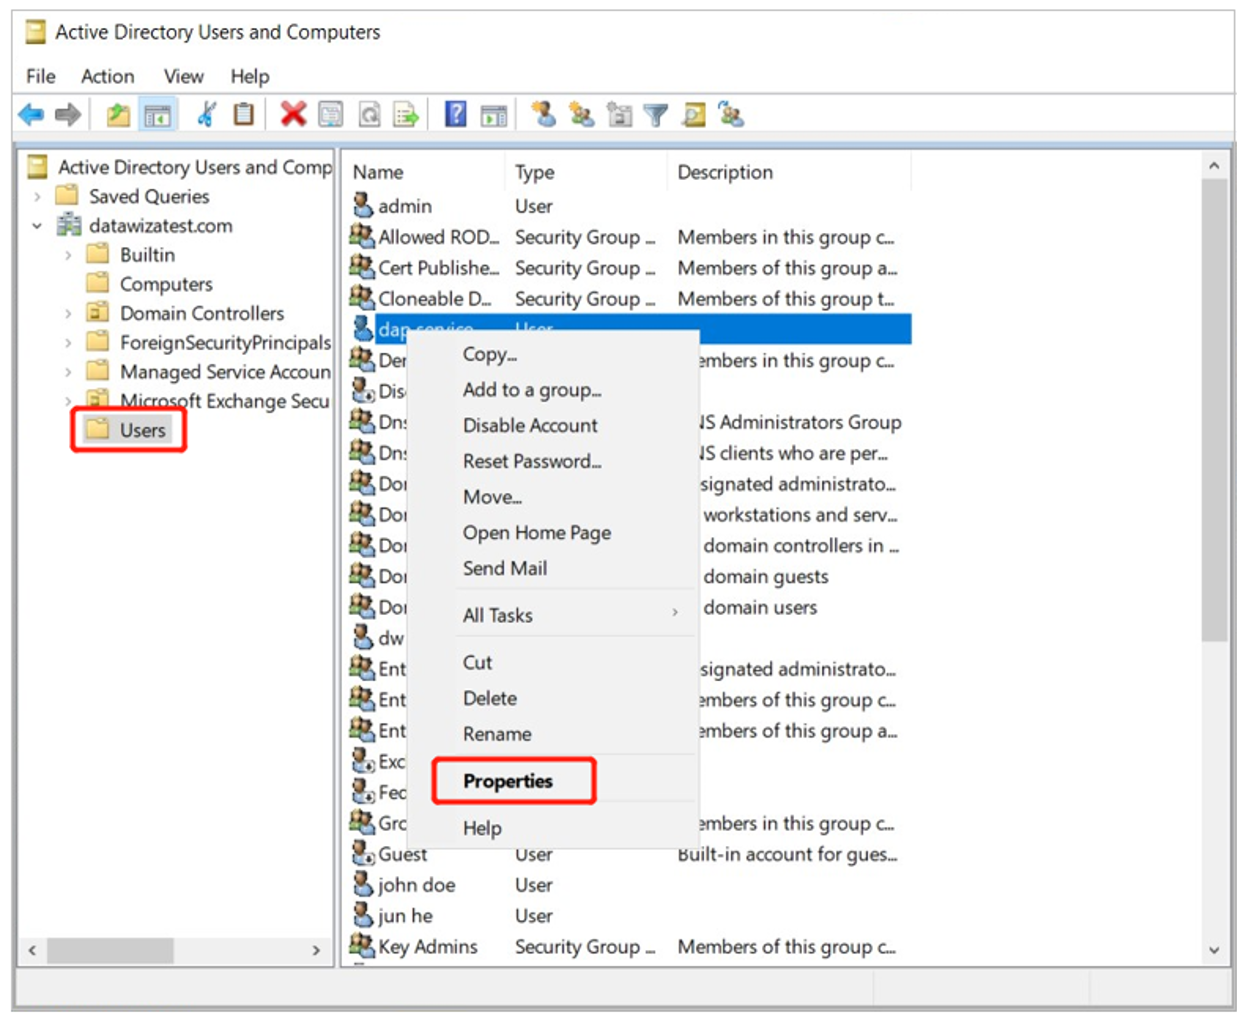 Active Directory Users and Computers
File Action View Help
Active Directory Users and Comp
Saved Queries
datawizatest.com
Builtin
Computers
Domain Controllers
ForeignSecurityPrincipals
Managed Service Accoun
Microsoft Exchange Secu
Users
Name Type Description
admin User
Allowed ROD... Security Group ... Members in this group c...
Cert Publishe... Security Group ... Members of this group a...
Cloneable D... Security Group ... Members of this group t...
dap service User
Der embers in this group c...
Dis
Dns NS Administrators Group
Dns NS clients who are per...
Dor signated administrato...
Dor workstations and serv...
Dor domain controllers in ...
Dor domain guests
Dor domain users
dw
Ent signated administrato...
Ent embers of this group c...
Ent embers of this group a...
Exc
Fed
Gro embers in this group c...
Guest User Built-in account for gues...
john doe User
jun he User
Key Admins Security Group ... Members of this group c...
Copy...
Add to a group...
Disable Account
Reset Password...
Move...
Open Home Page
Send Mail
All Tasks
Cut
Delete
Rename
Properties
Help